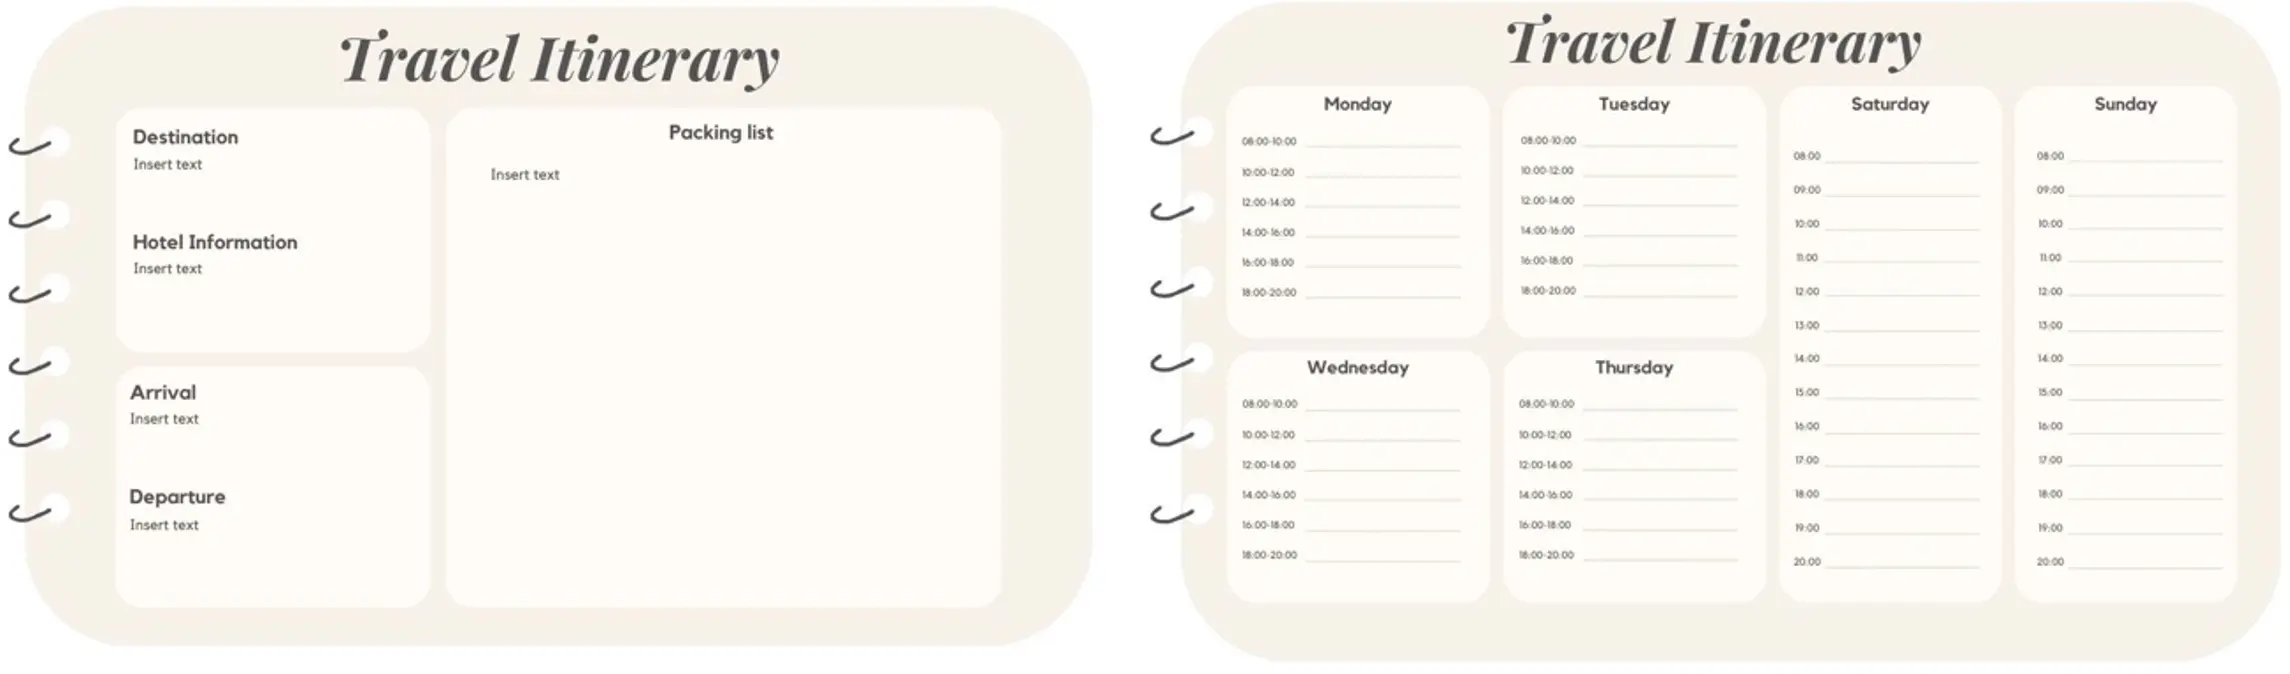 Travel Itinerary
Destination
Insert text
Hotel Information
Insert text
Arrival
Insert text
Departure
Insert text
Packing list
Insert text
Travel Itinerary
Monday
08:00-10:00
10:00-12:00
12:00-14:00
14:00-16:00
16:00-18:00
18:00-20:00
Tuesday
08:00-10:00
10:00-12:00
12:00-14:00
14:00-16:00
16:00-18:00
18:00-20:00
Wednesday
08:00-10:00
10:00-12:00
12:00-14:00
14:00-16:00
16:00-18:00
18:00-20:00
Thursday
08:00-10:00
10:00-12:00
12:00-14:00
14:00-16:00
16:00-18:00
18:00-20:00
Saturday
08:00
09:00
10:00
11:00
12:00
13:00
14:00
15:00
16:00
17:00
18:00
19:00
20:00
Sunday
08:00
09:00
10:00
11:00
12:00
13:00
14:00
15:00
16:00
17:00
18:00
19:00
20:00